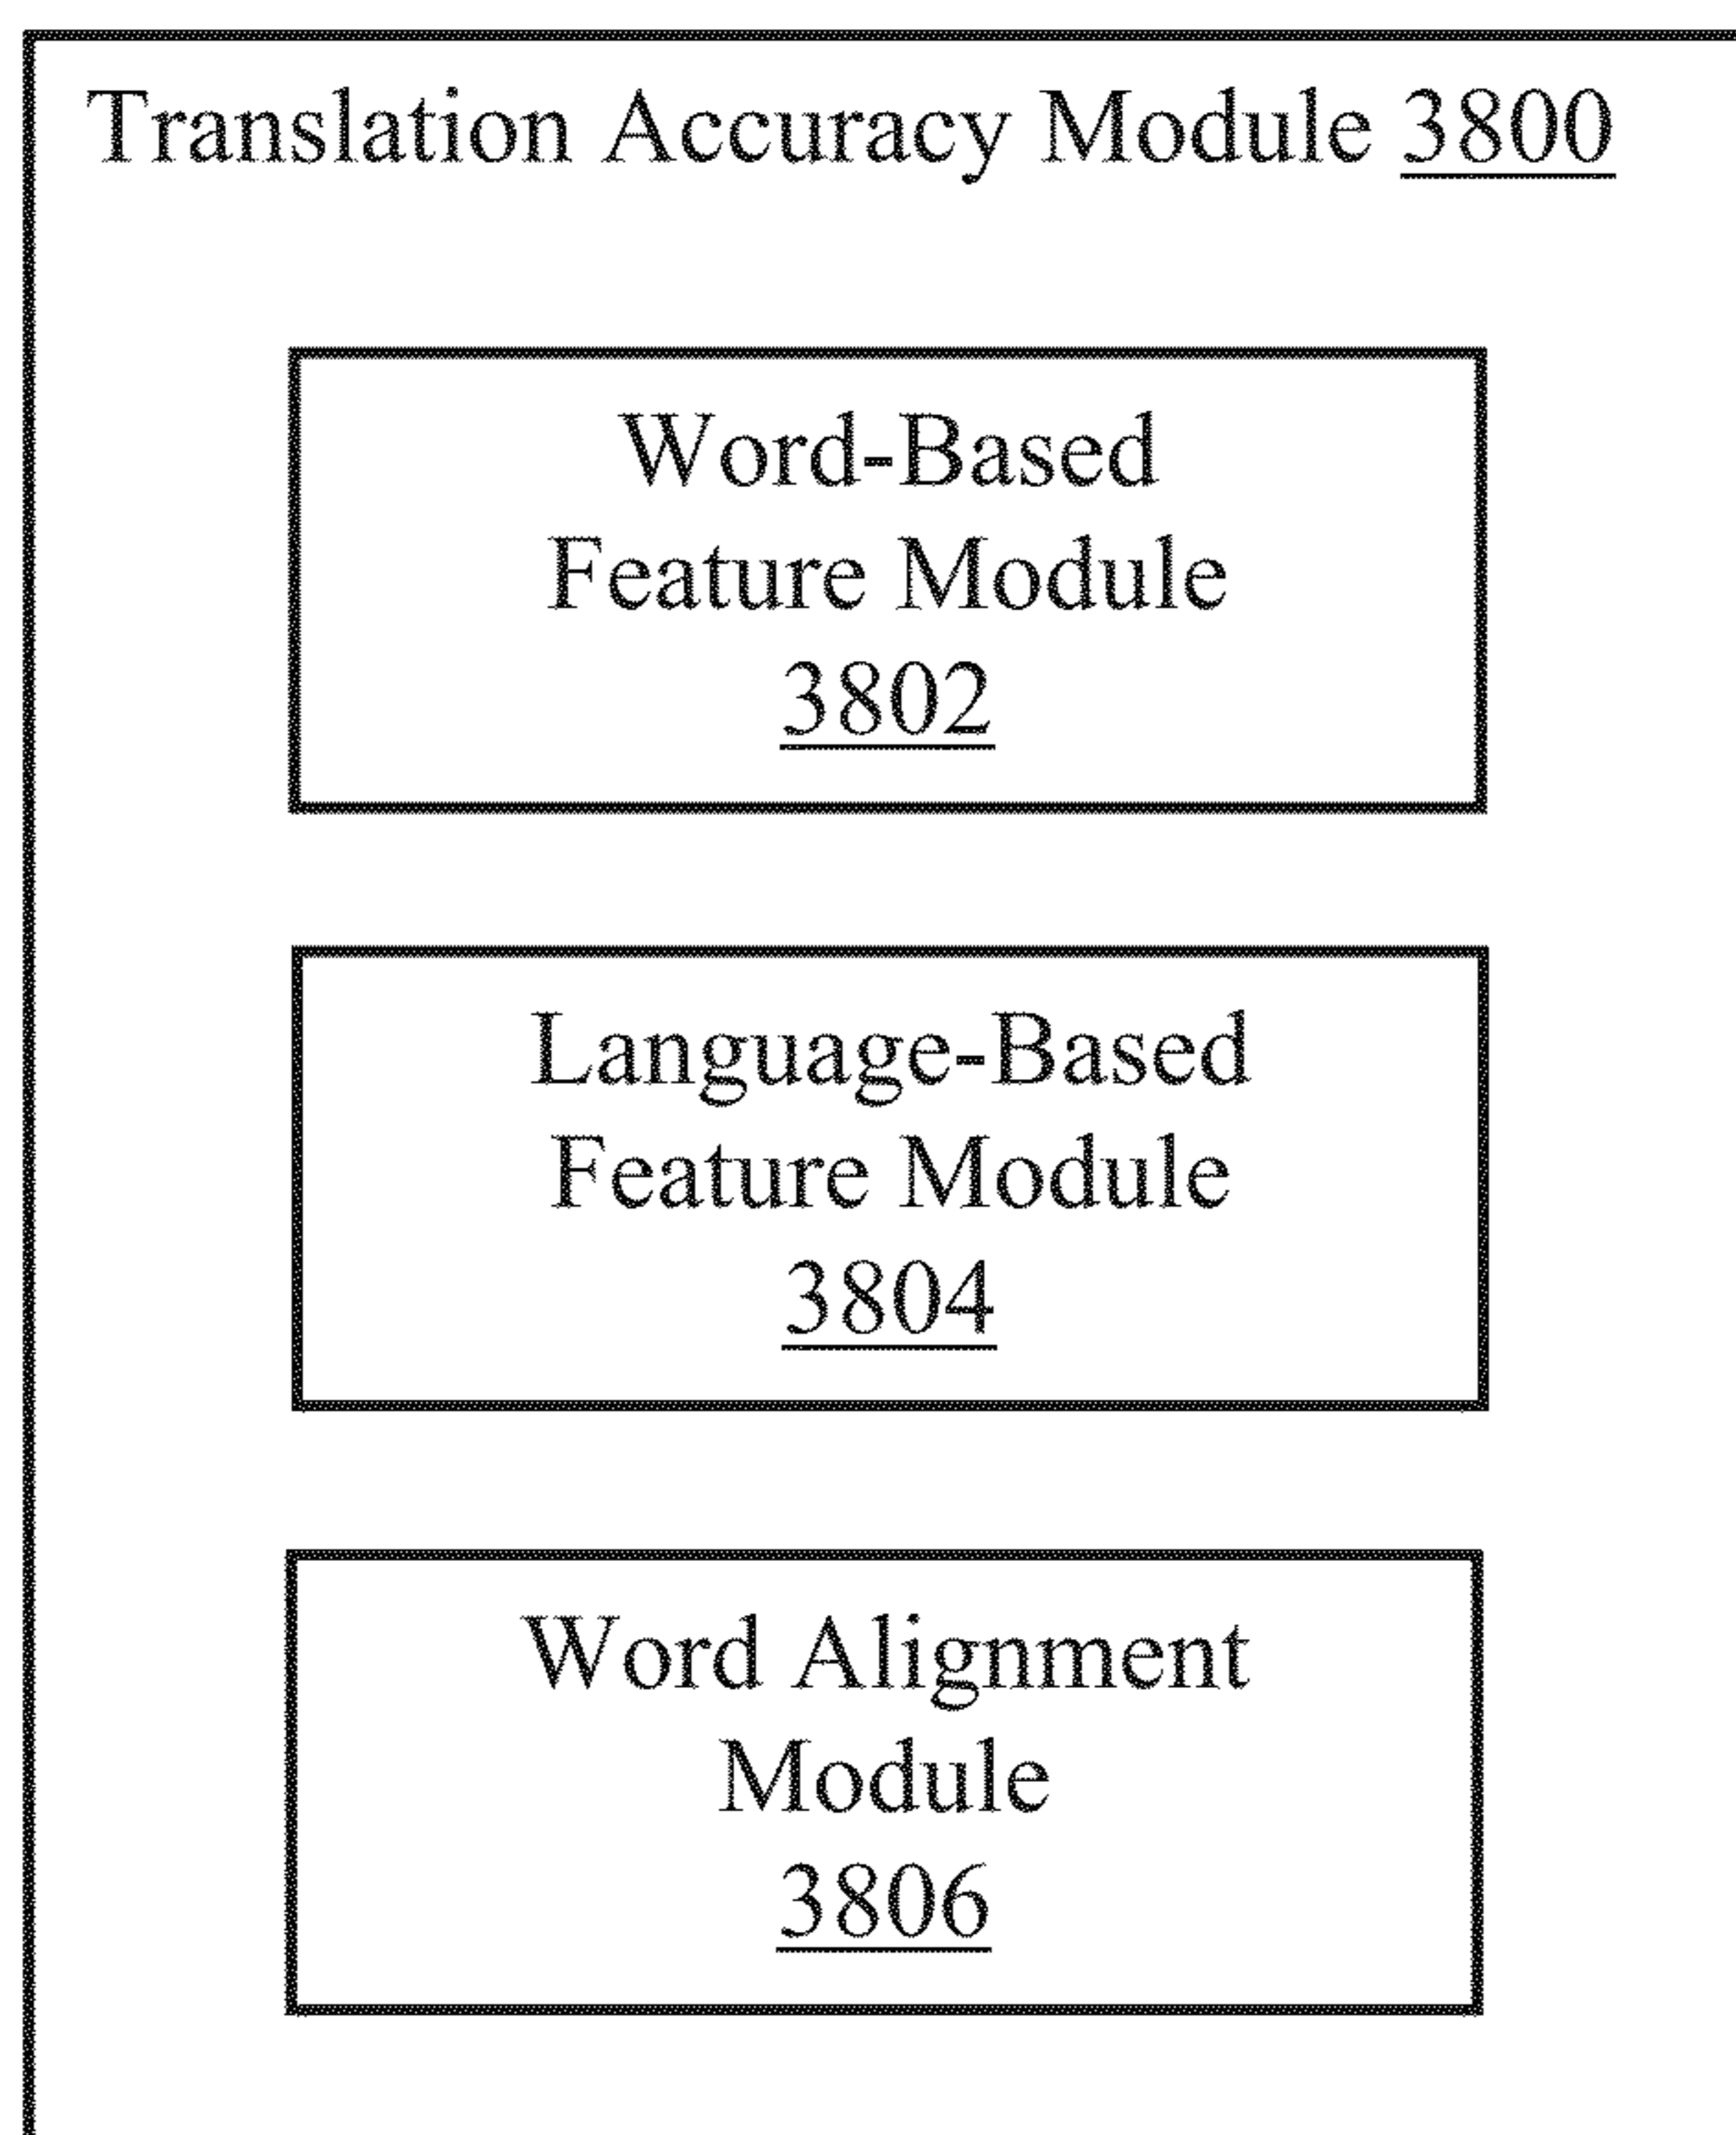 Translation Accuracy Module 3800
Word-Based
Feature Module
3802
Language-Based
Feature Module
3804
Word Alignment
Module
3806